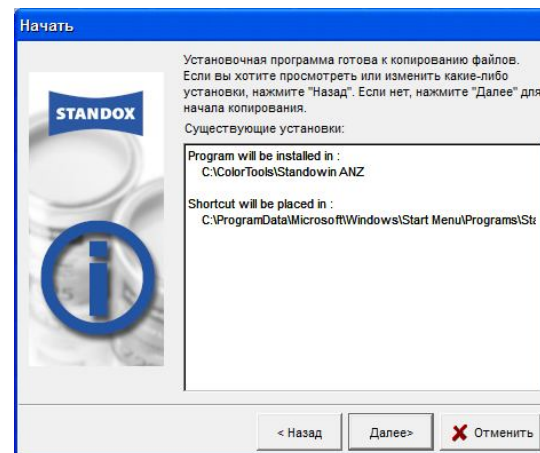 Начать
Установочная программа готова к копированию файлов.
Если вы хотите просмотреть или изменить какие-либо
установки, нажмите "Назад". Если нет, нажмите "Далее" для
начала копирования.
STANDOX
Существующие установки:
Program will be installed in :
C:\ColorTools\Standowin ANZ
Shortcut will be placed in :
C:\ProgramData\Microsoft\Windows\Start Menu\Programs\Sta
< Назад
Далее>
Отменить